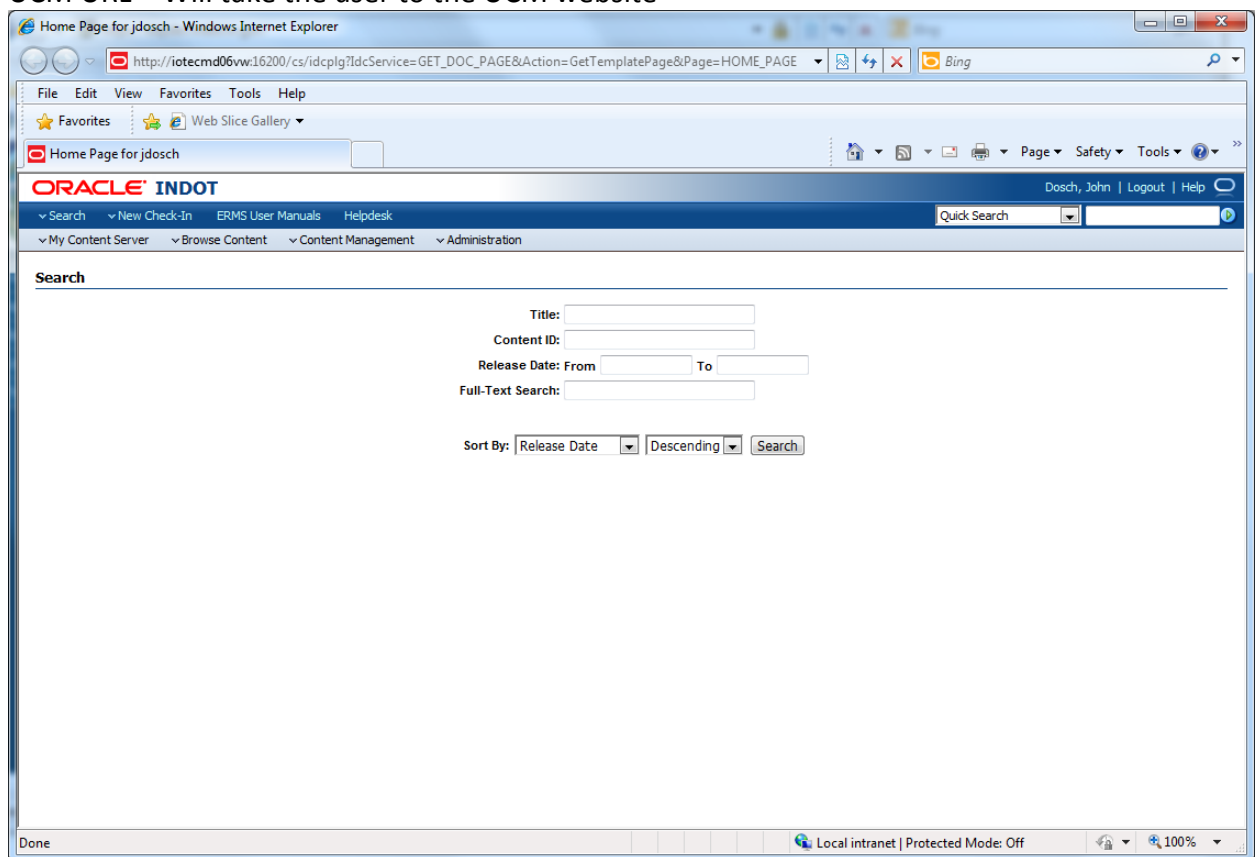 UCM URL – Will take the user to the UCM website
Home Page for jdosch - Windows Internet Explorer
http://iotecmd06vw:16200/cs/idcplg?IdcService=GET_DOC_PAGE&Action=GetTemplatePage&Page=HOME_PAGE Bing
File Edit View Favorites Tools Help
Favorites Web Slice Gallery
Home Page for jdosch Page Safety Tools
ORACLE INDOT Dosch, John | Logout | Help
Search New Check-In ERMS User Manuals Helpdesk Quick Search
My Content Server Browse Content Content Management Administration
Search
Title:
Content ID:
Release Date: From To
Full-Text Search:
Sort By: Release Date Descending Search
Done Local intranet | Protected Mode: Off 100%